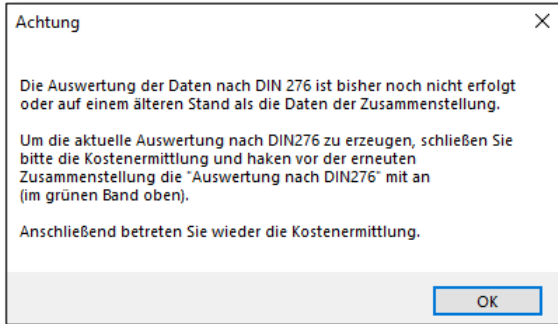 Achtung
Die Auswertung der Daten nach DIN 276 ist bisher noch nicht erfolgt
oder auf einem älteren Stand als die Daten der Zusammenstellung.
Um die aktuelle Auswertung nach DIN276 zu erzeugen, schließen Sie
bitte die Kostenermittlung und haken vor der erneuten
Zusammenstellung die "Auswertung nach DIN276" mit an
(im grünen Band oben).
Anschließend betreten Sie wieder die Kostenermittlung.
OK